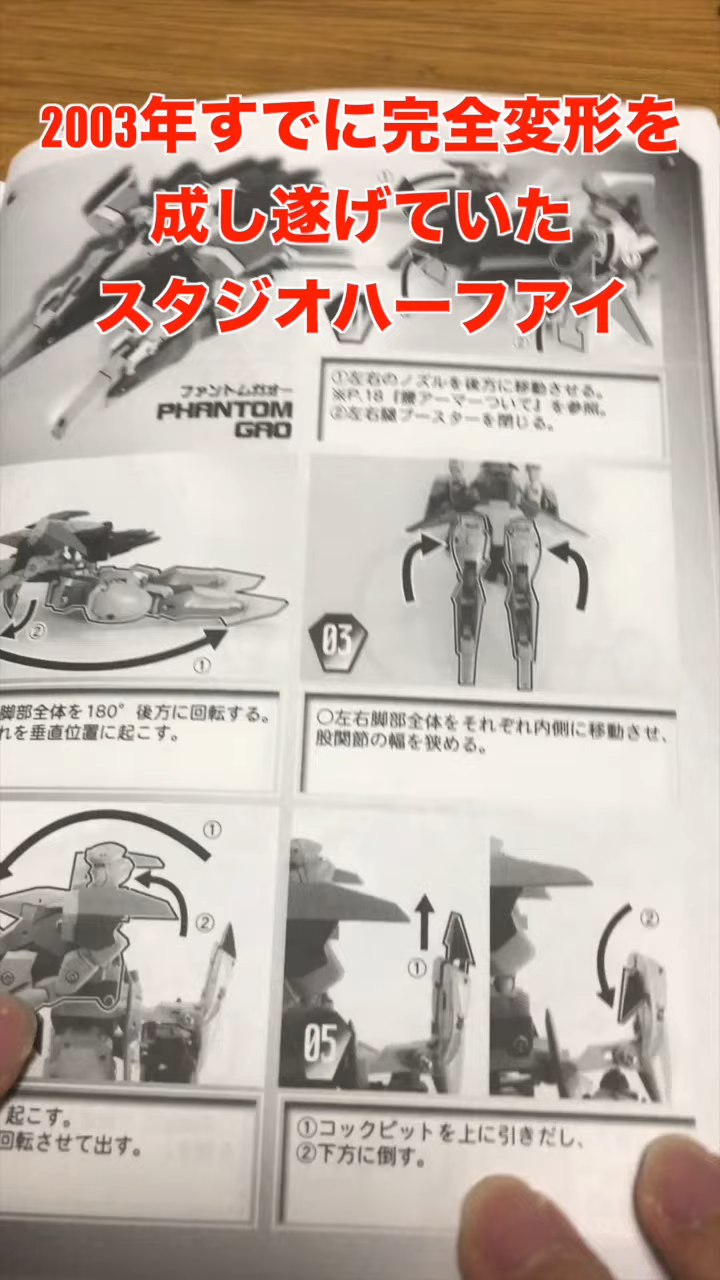 2003年すでに完全変形を
成し遂げていた
スタジオハーフアイ
①
②
ファントムガオー
PHANTOM
GAO
①左右のノズルを後方に移動させる。
※P.18『腰アーマーついて』を参照。
②左右腿ブースターを閉じる。
②
①
03
脚部全体を180°後方に回転する。
れを垂直位置に起こす。
○左右脚部全体をそれぞれ内側に移動させ、
股関節の幅を狭める。
①
②
①
05
②
起こす。
回転させて出す。
①コックピットを上に引きだし、
②下方に倒す。